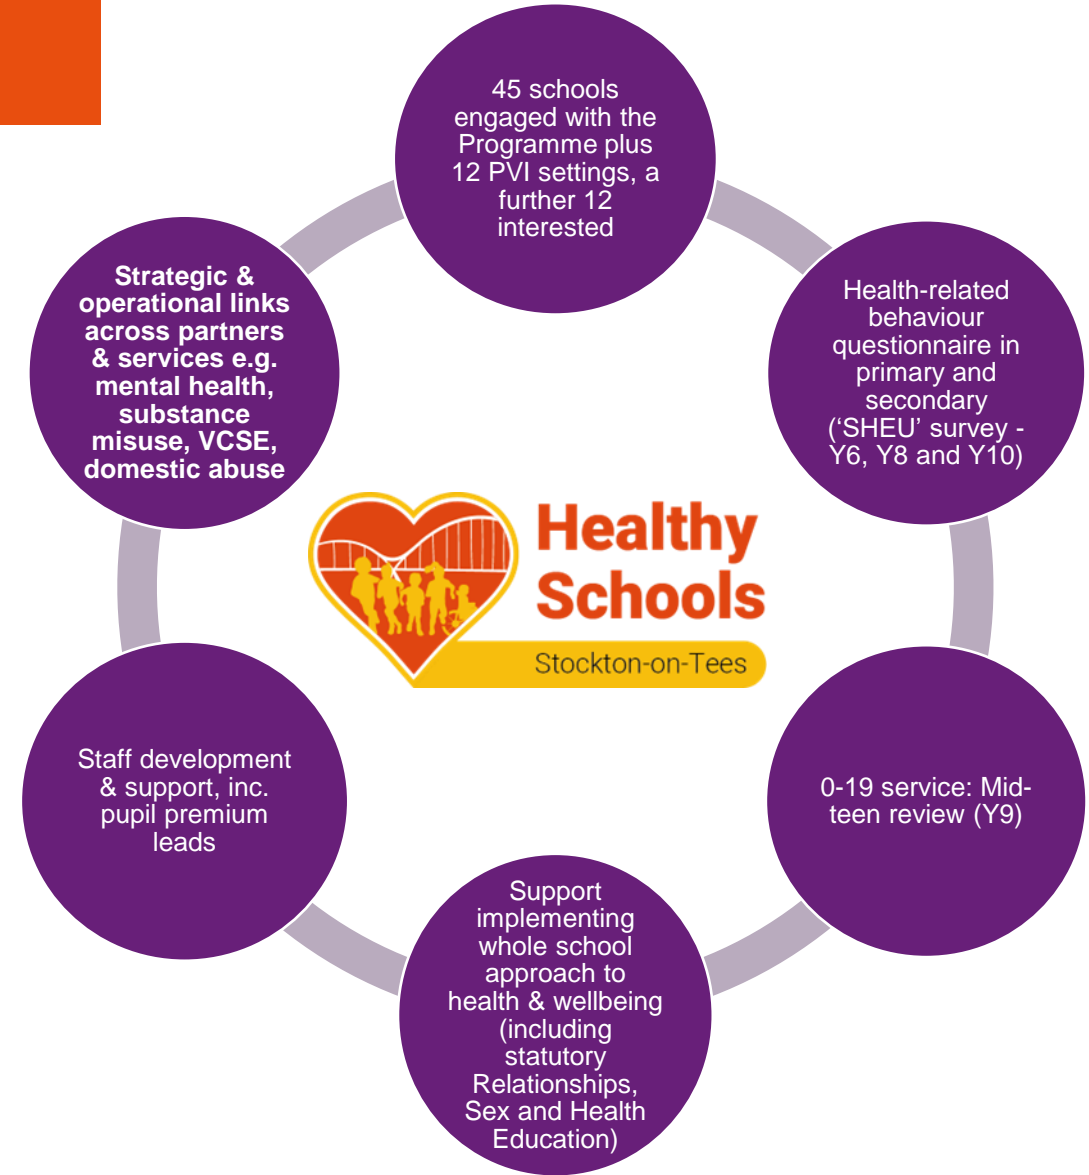 45 schools
engaged with the
Programme plus
12 PVI settings, a
further 12
interested
Health-related
behaviour
questionnaire in
primary and
secondary
(‘SHEU’ survey -
Y6, Y8 and Y10)
0-19 service: Mid-
teen review (Y9)
Support
implementing
whole school
approach to
health & wellbeing
(including
statutory
Relationships,
Sex and Health
Education)
Staff development
& support, inc.
pupil premium
leads
Strategic &
operational links
across partners
& services e.g.
mental health,
substance
misuse, VCSE,
domestic abuse
Healthy
Schools
Stockton-on-Tees